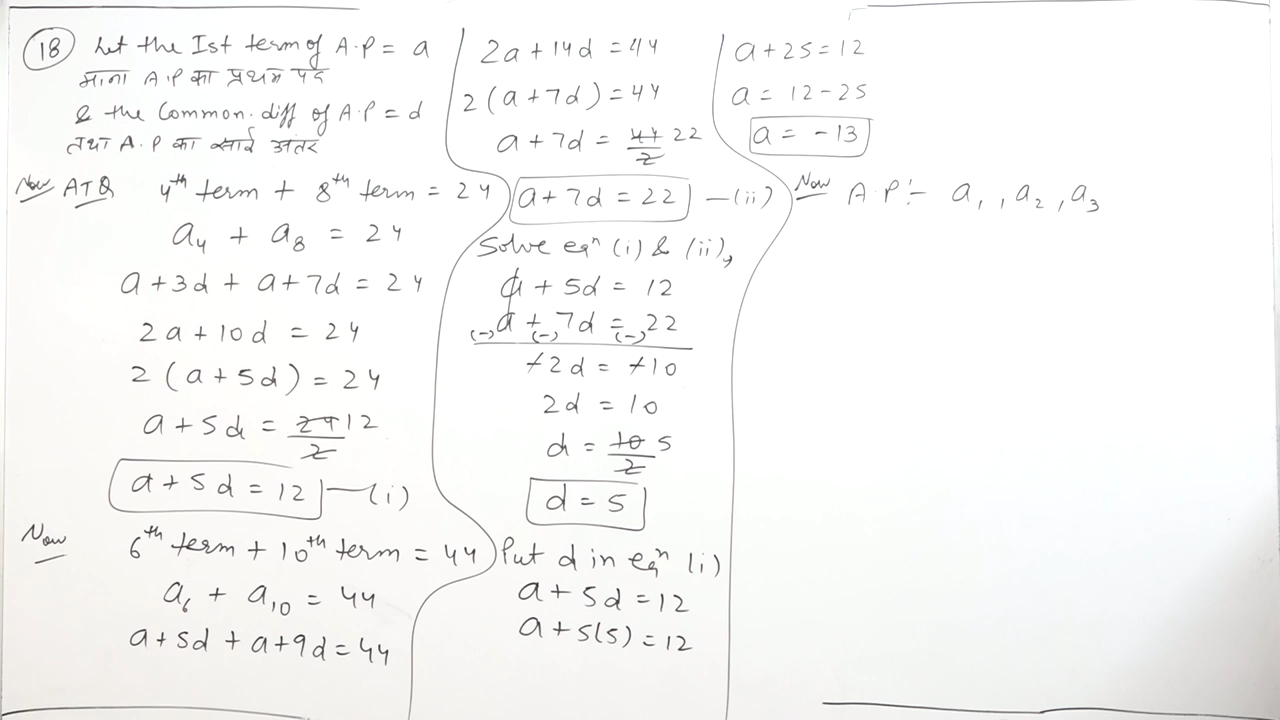 18 Let the Ist term of A.P = a
माना A.P का प्रथम पद
& the Common. diff of A.P = d
तथा A.P का सार्व अंतर
Now ATQ 4th term + 8th term = 24
a4 + a8 = 24
a + 3d + a + 7d = 24
2a + 10d = 24
2 (a + 5d) = 24
a + 5d = 24/2 12
a + 5d = 12 —(i)
Now 6th term + 10th term = 44
a6 + a10 = 44
a + 5d + a + 9d = 44
2a + 14d = 44
2 (a + 7d) = 44
a + 7d = 44/2 22
a + 7d = 22 —(ii)
Solve eqn (i) & (ii),
a + 5d = 12
(-)a + 7d = 22
(-) (-)
-2d = -10
2d = 10
d = 10/2 5
d = 5
Put d in eqn (i)
a + 5d = 12
a + 5(5) = 12
a + 25 = 12
a = 12 - 25
a = -13
Now A.P :- a1, a2, a3